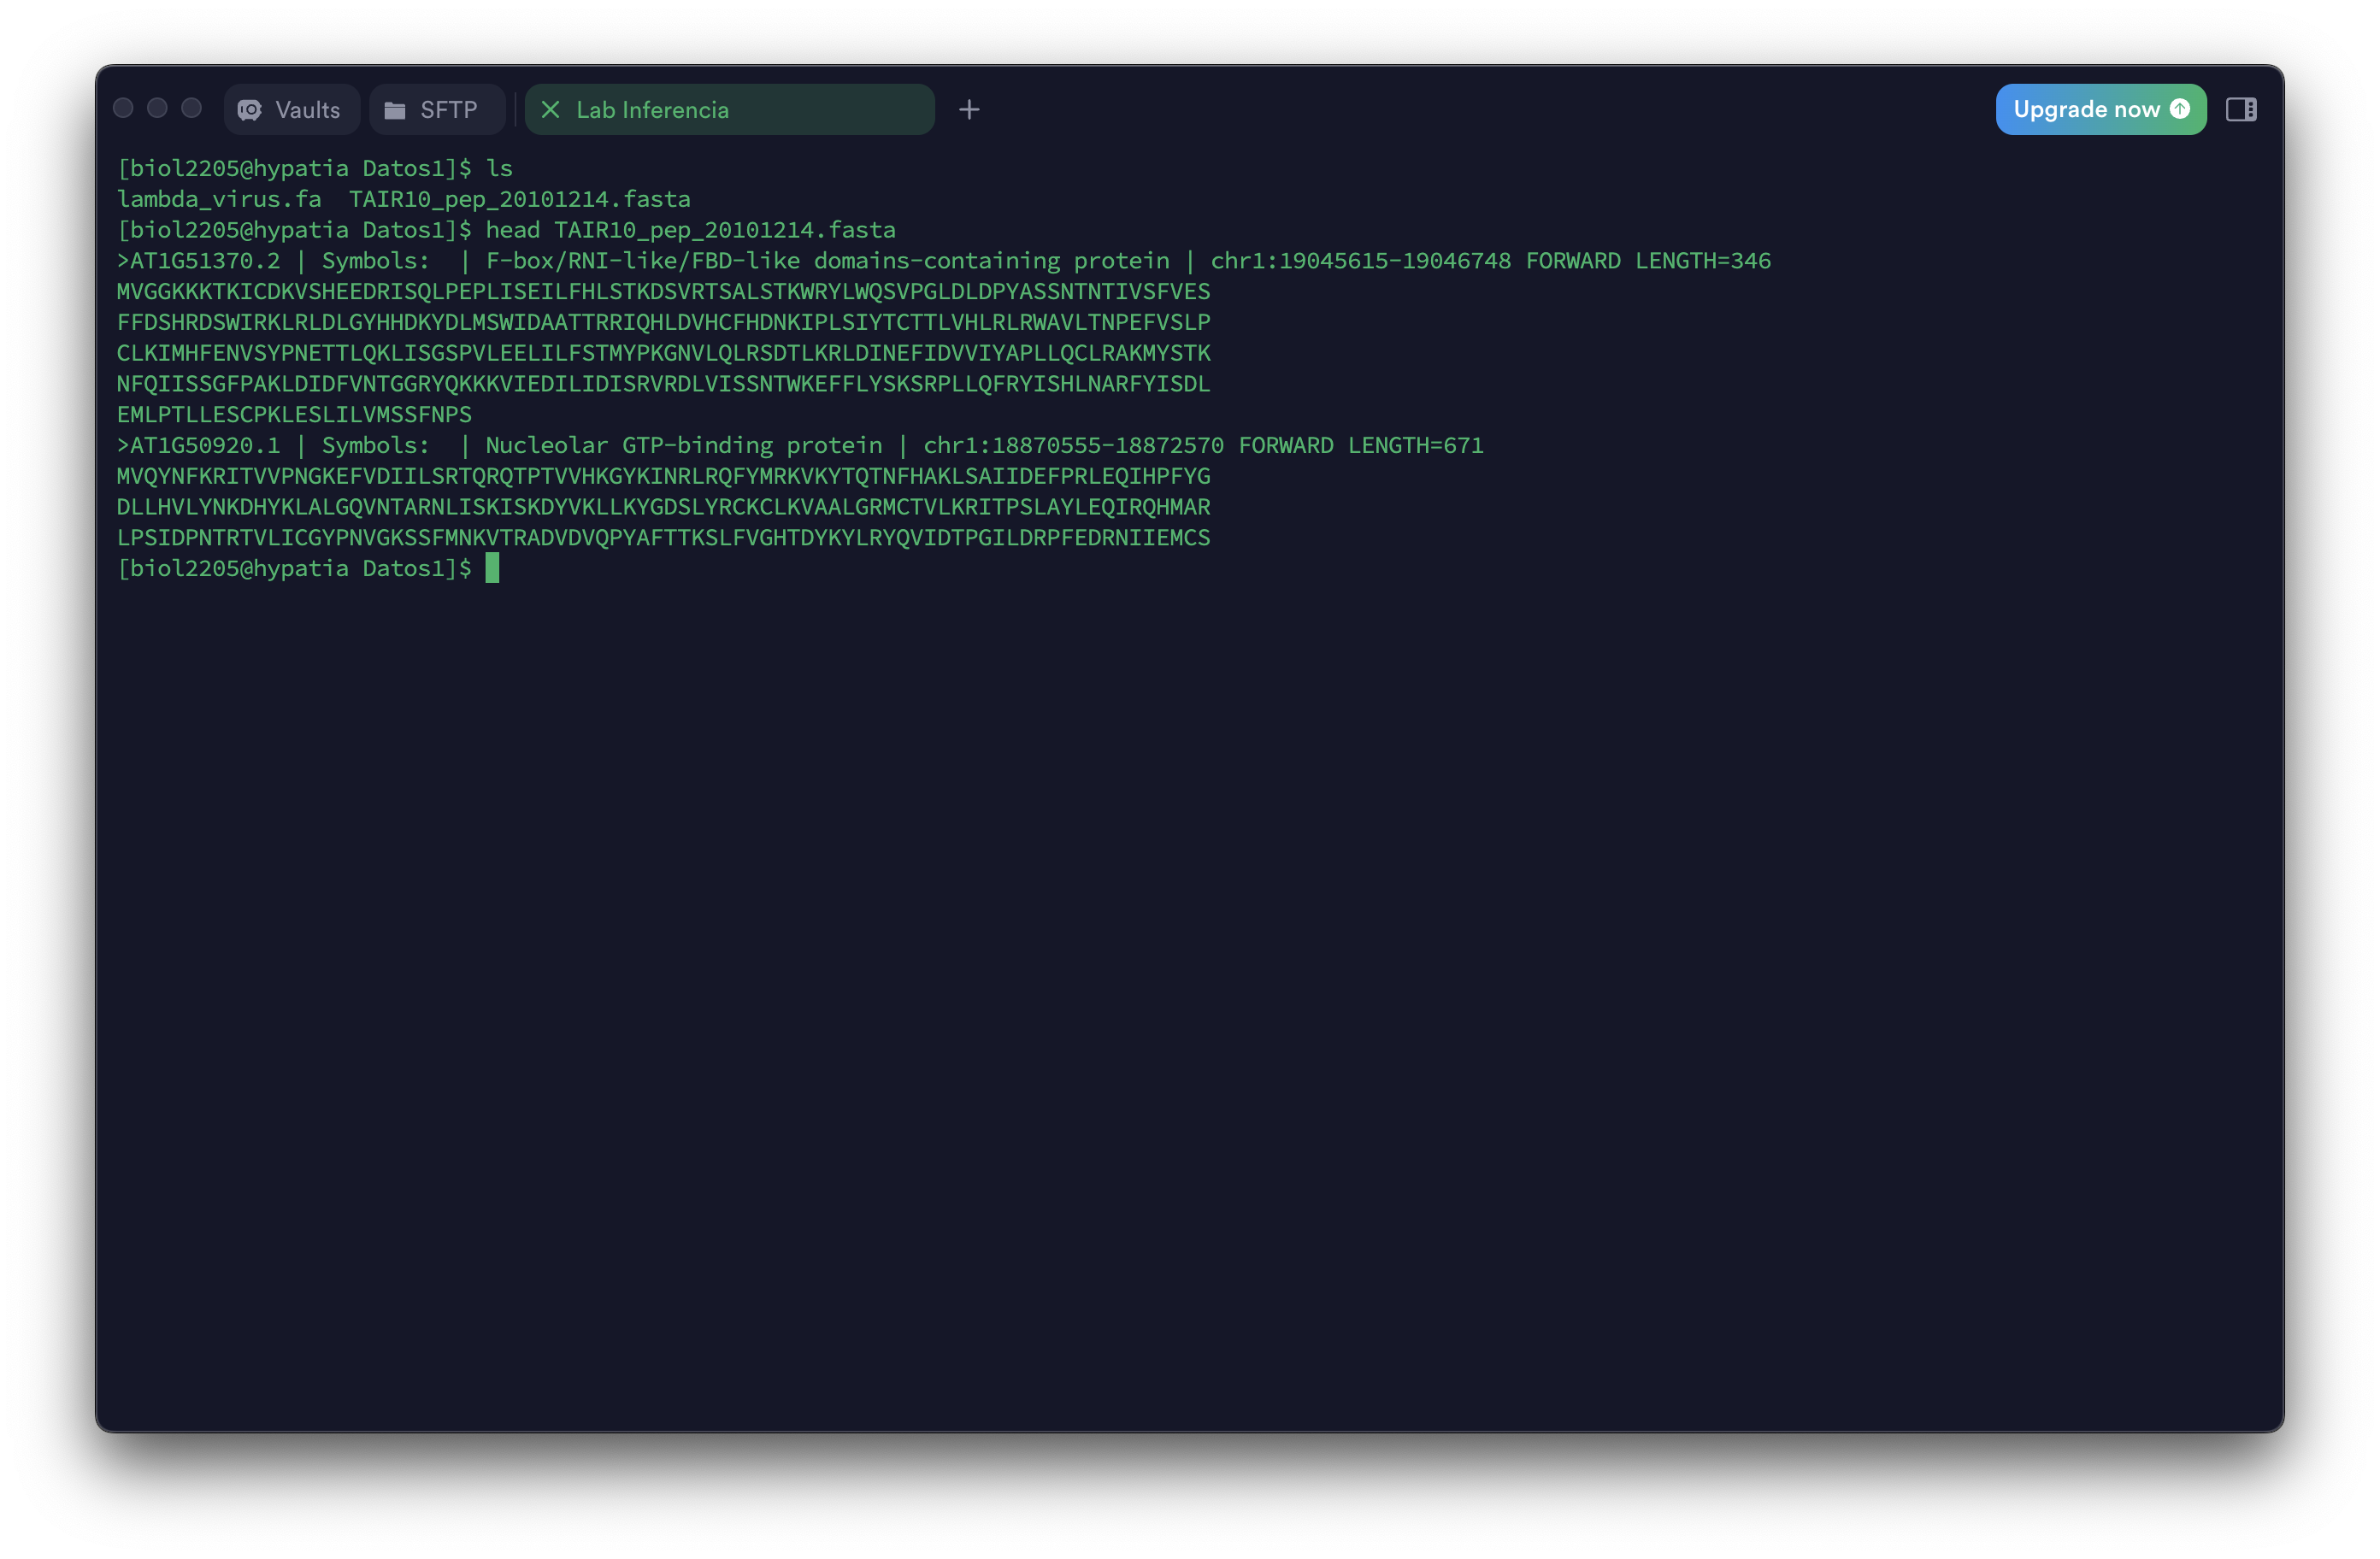 Vaults SFTP Lab Inferencia Upgrade now
[biol2205@hypatia Datos1]$ ls
lambda_virus.fa  TAIR10_pep_20101214.fasta
[biol2205@hypatia Datos1]$ head TAIR10_pep_20101214.fasta
>AT1G51370.2 | Symbols:  | F-box/RNI-like/FBD-like domains-containing protein | chr1:19045615-19046748 FORWARD LENGTH=346
MVGGKKKTKICDKVSHEEDRISQLPEPLISEILFHLSTKDSVRTSALSTKWRYLWQSVPGLDLDPYASSNTNTIVSFVES
FFDSHRDSWIRKLRLDLGYHHDKYDLMSWIDAATTRRIQHLDVHCFHDNKIPLSIYTCTTLVHLRLRWAVLTNPEFVSLP
CLKIMHFENVSYPNETTLQKLISGSPVLEELILFSTMYPKGNVLQLRSDTLKRLDINEFIDVVIYAPLLQCLRAKMYSTK
NFQIISSGFPAKLDIDFVNTGGRYQKKKVIEDILIDISRVRDLVISSNTWKEFFLYSKSRPLLQFRYISHLNARFYISDL
EMLPTLLESCPKLESLILVMSSFNPS
>AT1G50920.1 | Symbols:  | Nucleolar GTP-binding protein | chr1:18870555-18872570 FORWARD LENGTH=671
MVQYNFKRITVVPNGKEFVDIILSRTQRQTPTVVHKGYKINRLRQFYMRKVKYTQTNFHAKLSAIIDEFPRLEQIHPFYG
DLLHVLYNKDHYKLALGQVNTARNLISKISKDYVKLLKYGDSLYRCKCLKVAALGRMCTVLKRITPSLAYLEQIRQHMAR
LPSIDPNTRTVLICGYPNVGKSSFMNKVTRADVDVQPYAFTTKSLFVGHTDYKYLRYQVIDTPGILDRPFEDRNIIEMCS
[biol2205@hypatia Datos1]$